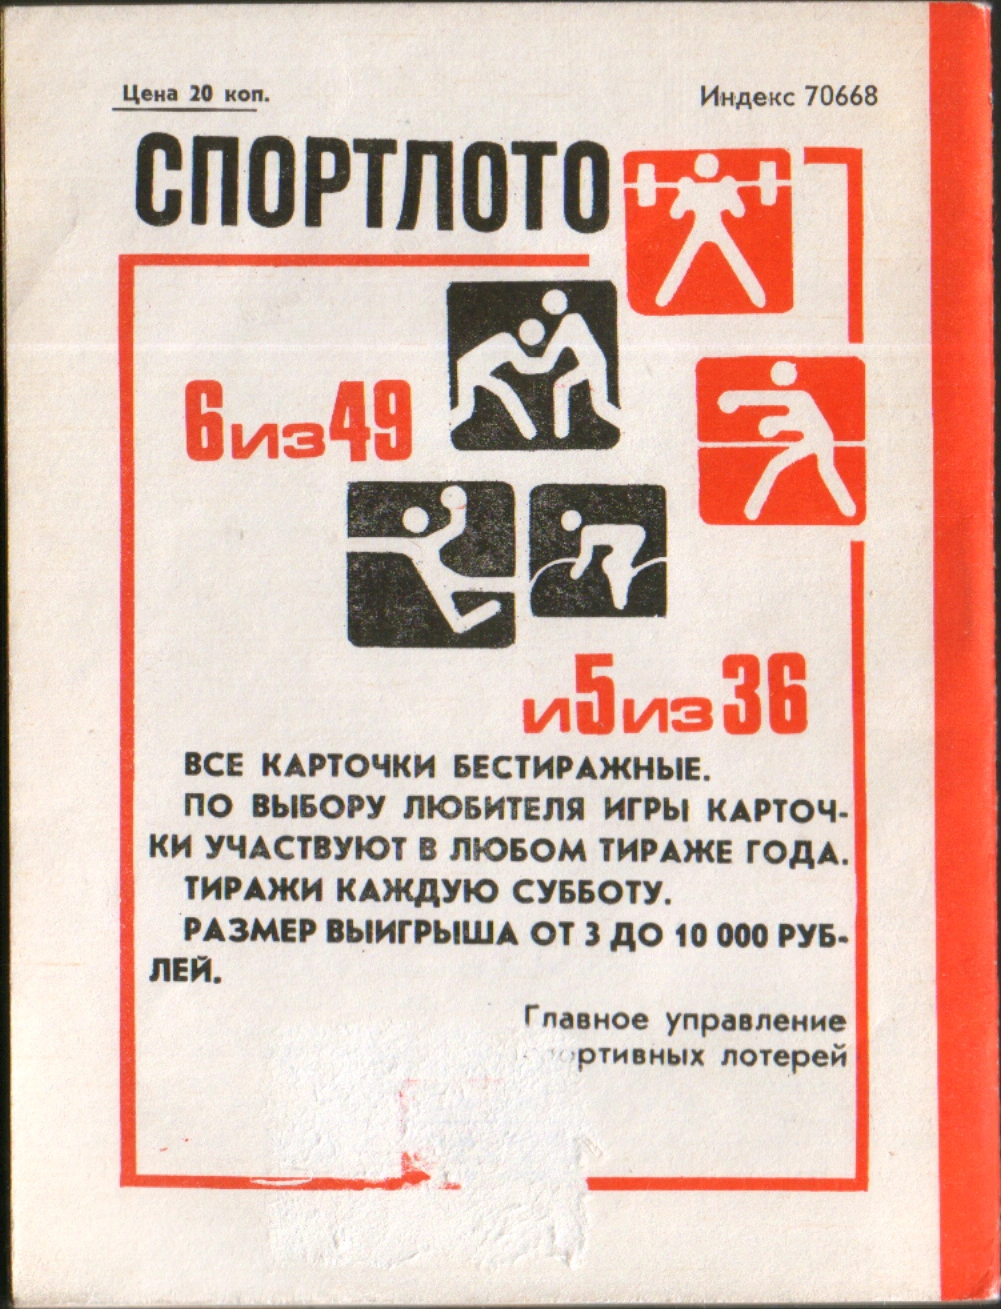 Цена 20 коп.
Индекс 70668
СПОРТЛОТО
6из49
и5из36
ВСЕ КАРТОЧКИ БЕСТИРАЖНЫЕ.
ПО ВЫБОРУ ЛЮБИТЕЛЯ ИГРЫ КАРТОЧ-
КИ УЧАСТВУЮТ В ЛЮБОМ ТИРАЖЕ ГОДА.
ТИРАЖИ КАЖДУЮ СУББОТУ.
РАЗМЕР ВЫИГРЫША ОТ 3 ДО 10 000 РУБ-
ЛЕЙ.
Главное управление
лотерей